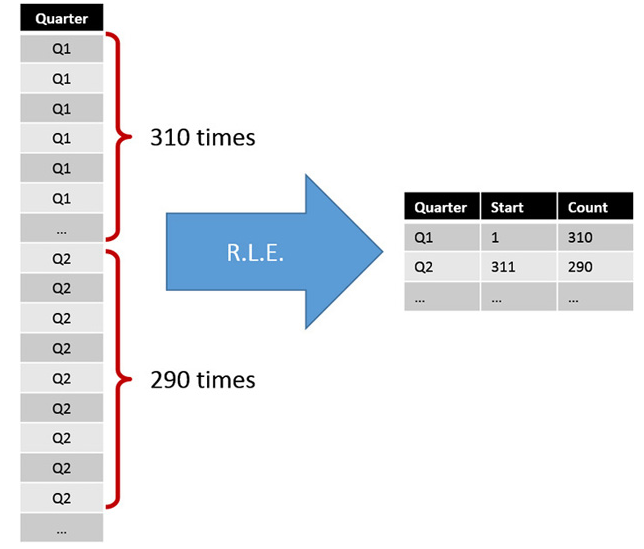 Quarter
Q1
Q1
Q1
Q1
Q1
Q1
...
Q2
Q2
Q2
Q2
Q2
Q2
Q2
Q2
Q2
...
310 times
290 times
R.L.E.
Quarter Start Count
Q1 1 310
Q2 311 290
... ... ...